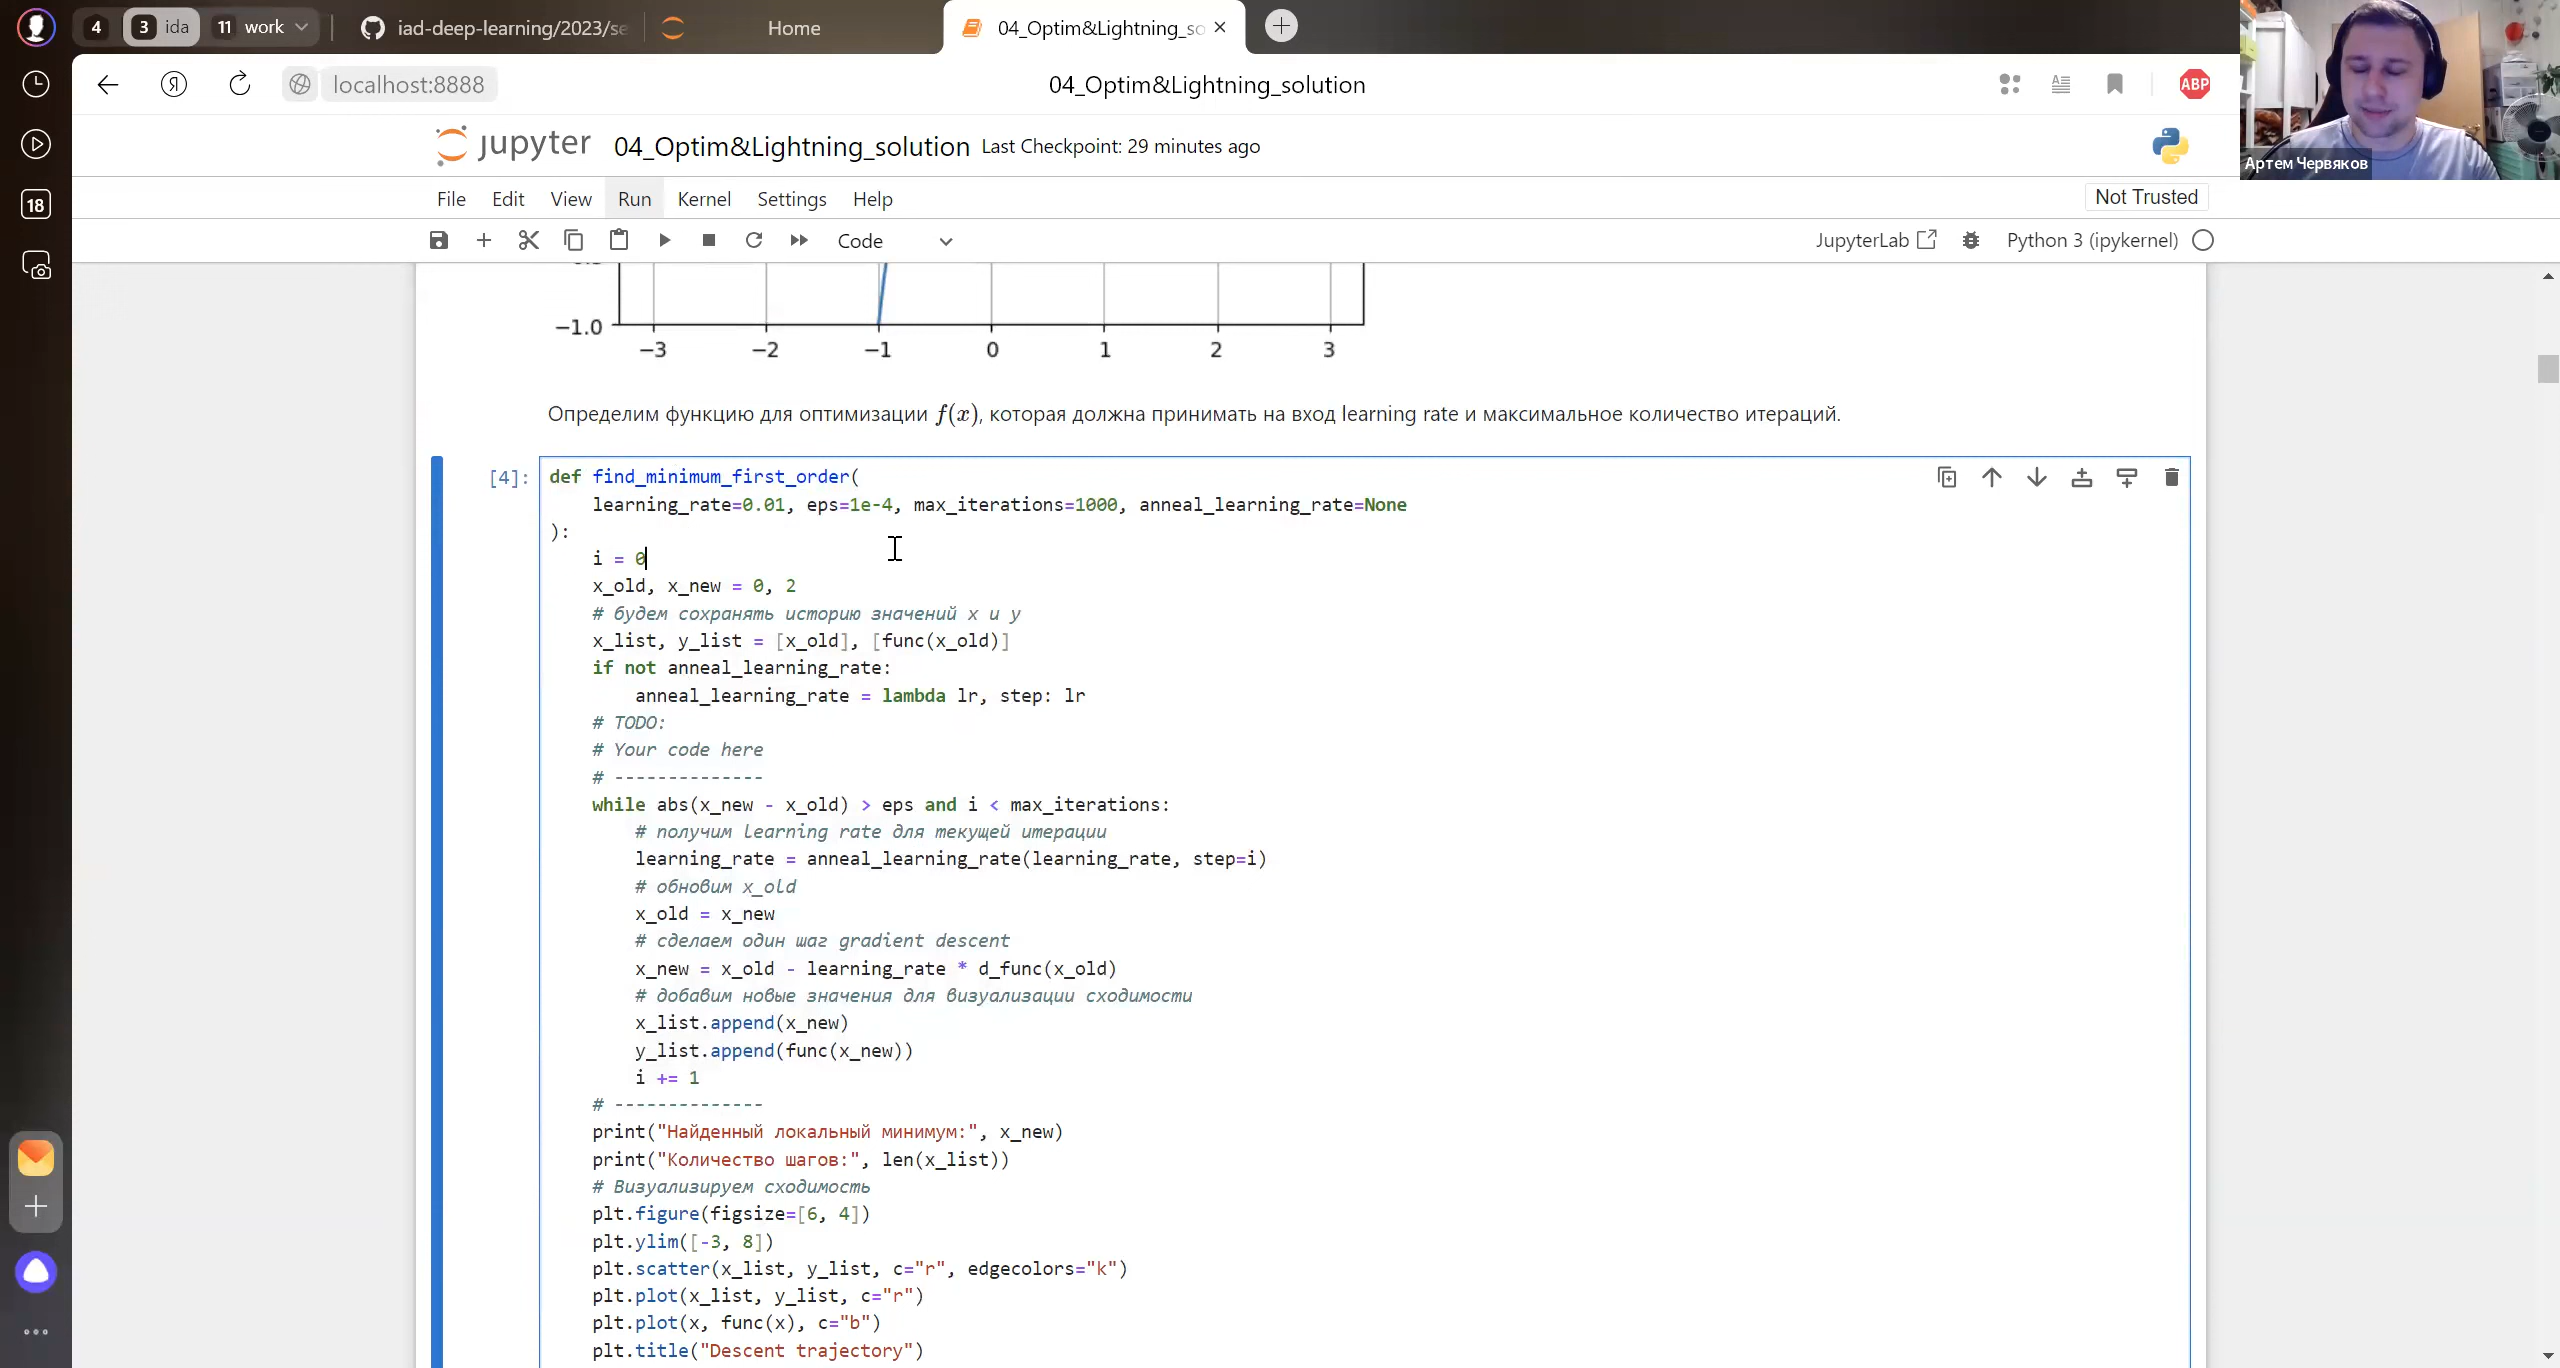 4
3 ida
11 work
iad-deep-learning/2023/se
Home
04_Optim&Lightning_so
localhost:8888
04_Optim&Lightning_solution
ABP
Артем Червяков
18
jupyter 04_Optim&Lightning_solution Last Checkpoint: 29 minutes ago
File Edit View Run Kernel Settings Help
Not Trusted
Code
JupyterLab
Python 3 (ipykernel)
−1.0
−3 −2 −1 0 1 2 3
Определим функцию для оптимизации f(x), которая должна принимать на вход learning rate и максимальное количество итераций.
[4]: def find_minimum_first_order(
learning_rate=0.01, eps=1e-4, max_iterations=1000, anneal_learning_rate=None
):
i = 0
x_old, x_new = 0, 2
# будем сохранять историю значений x и y
x_list, y_list = [x_old], [func(x_old)]
if not anneal_learning_rate:
anneal_learning_rate = lambda lr, step: lr
# TODO:
# Your code here
# --------------
while abs(x_new - x_old) > eps and i < max_iterations:
# получим learning rate для текущей итерации
learning_rate = anneal_learning_rate(learning_rate, step=i)
# обновим x_old
x_old = x_new
# сделаем один шаг gradient descent
x_new = x_old - learning_rate * d_func(x_old)
# добавим новые значения для визуализации сходимости
x_list.append(x_new)
y_list.append(func(x_new))
i += 1
# --------------
print("Найденный локальный минимум:", x_new)
print("Количество шагов:", len(x_list))
# Визуализируем сходимость
plt.figure(figsize=[6, 4])
plt.ylim([-3, 8])
plt.scatter(x_list, y_list, c="r", edgecolors="k")
plt.plot(x_list, y_list, c="r")
plt.plot(x, func(x), c="b")
plt.title("Descent trajectory")